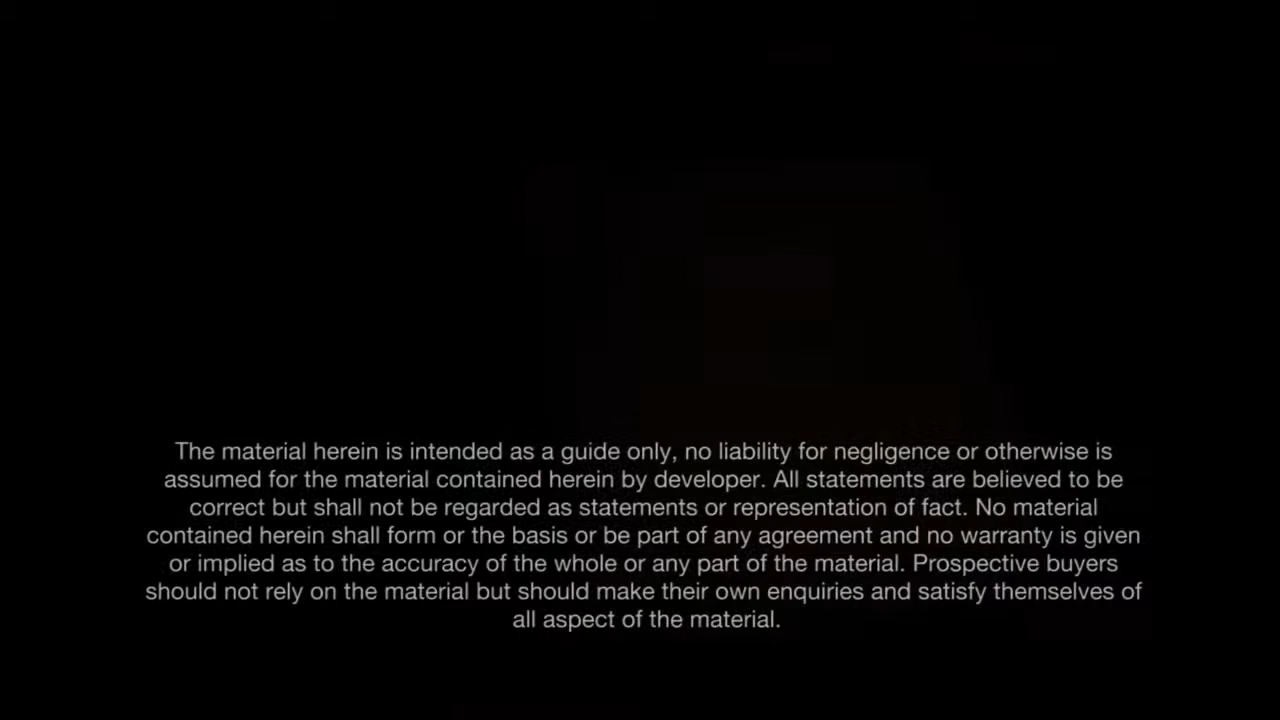 The material herein is intended as a guide only, no liability for negligence or otherwise is
assumed for the material contained herein by developer. All statements are believed to be
correct but shall not be regarded as statements or representation of fact. No material
contained herein shall form or the basis or be part of any agreement and no warranty is given
or implied as to the accuracy of the whole or any part of the material. Prospective buyers
should not rely on the material but should make their own enquiries and satisfy themselves of
all aspect of the material.